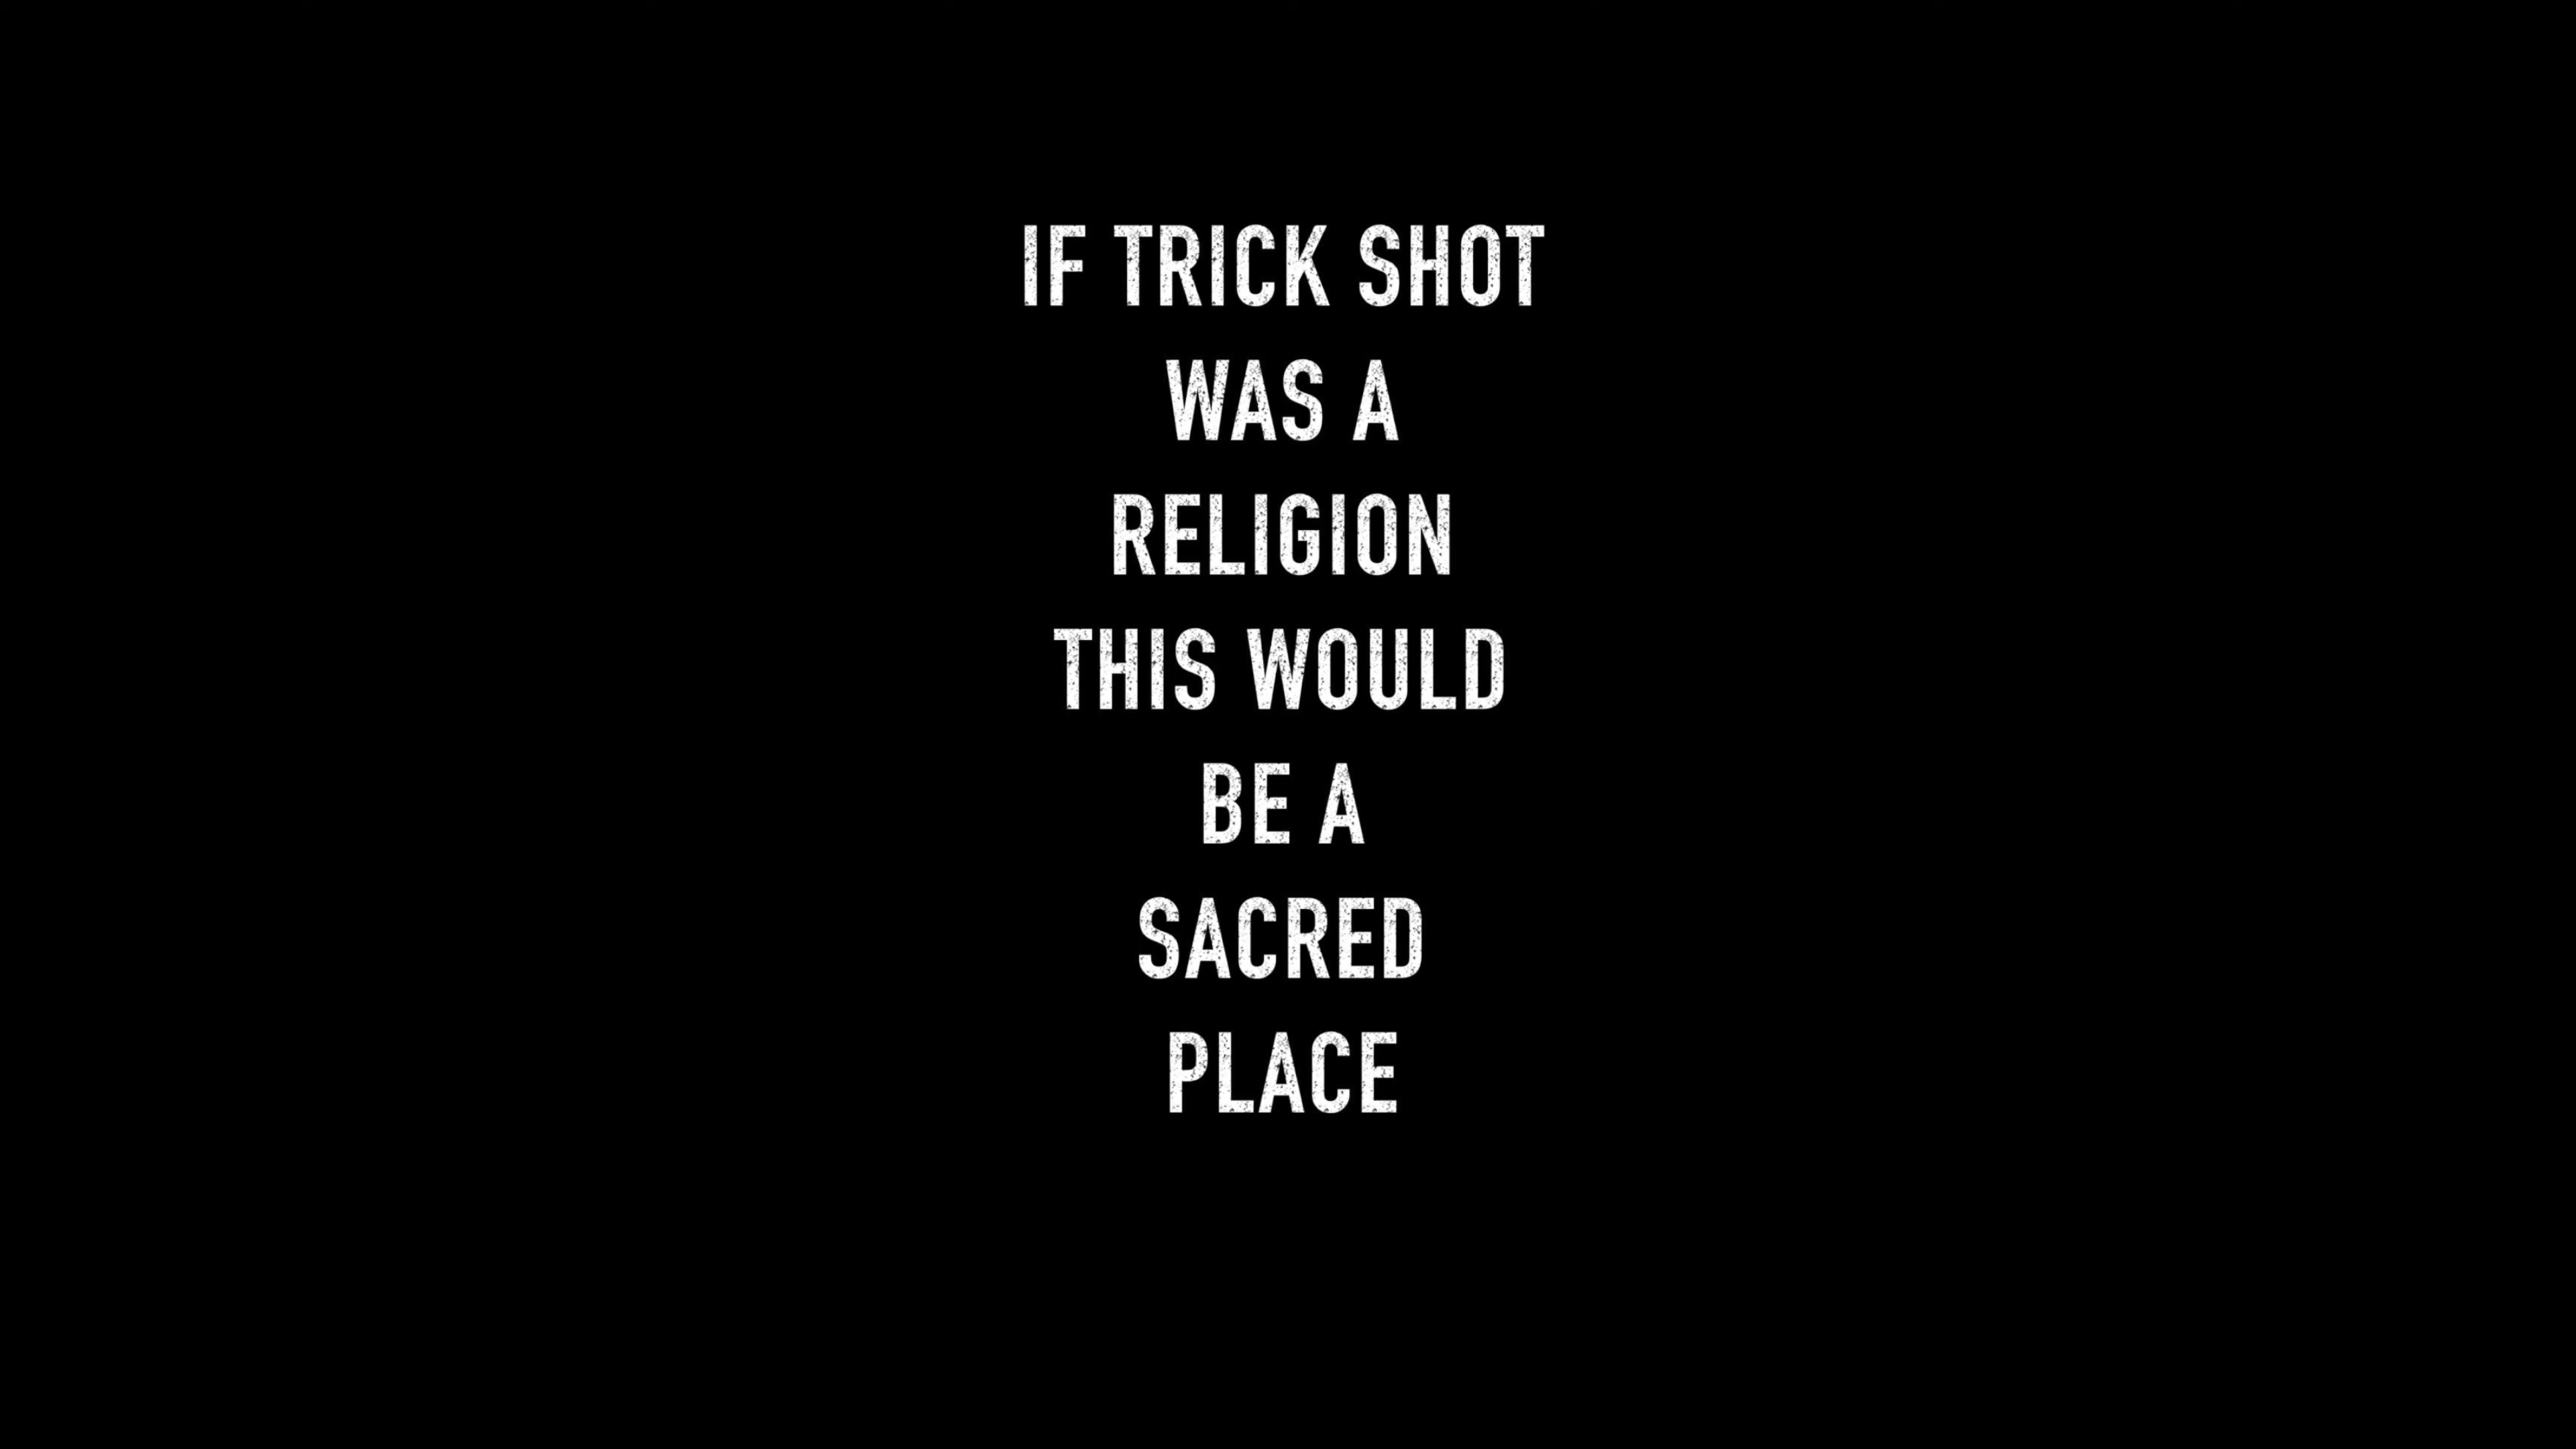 IF TRICK SHOT
WAS A
RELIGION
THIS WOULD
BE A
SACRED
PLACE